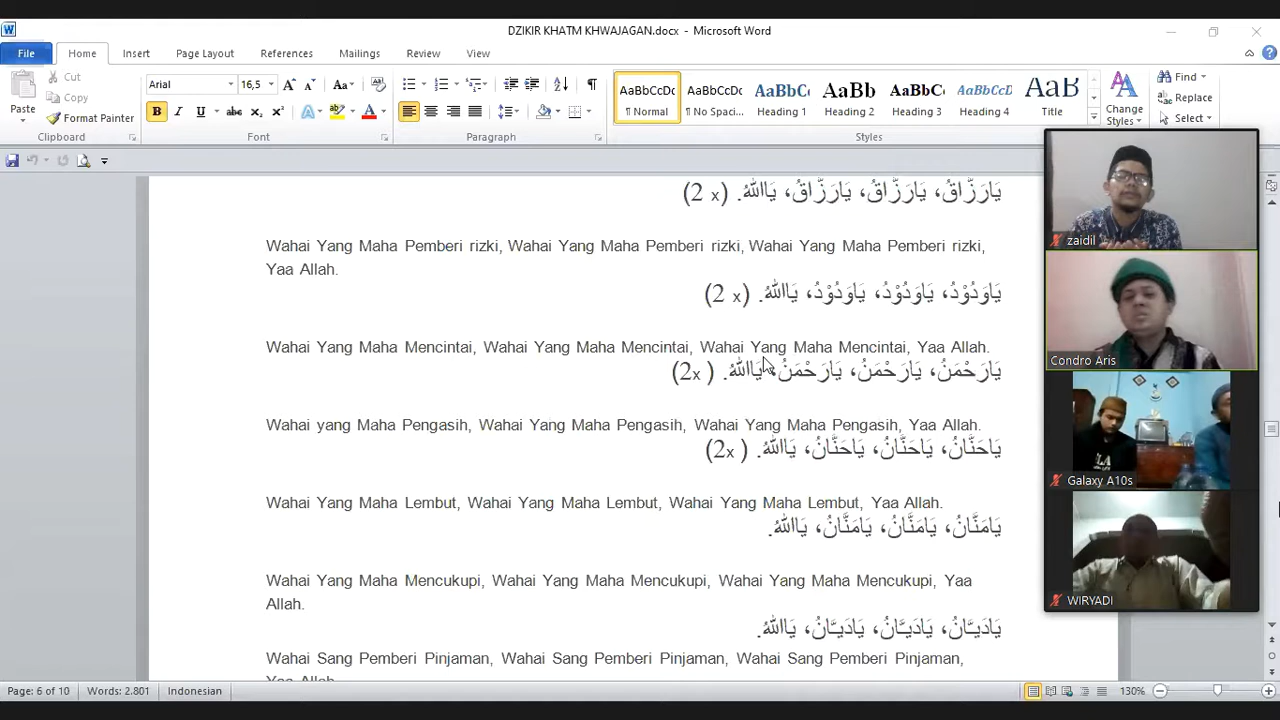 DZIKIR KHATM KHWAJAGAN.docx - Microsoft Word
File Home Insert Page Layout References Mailings Review View
Paste
Cut
Copy
Format Painter
Clipboard
Arial 16,5
Font
Paragraph
AaBbCcDc AaBbCcDc AaBbCc AaBb AaBbCc AaBbCcD AaB
¶ Normal ¶ No Spaci... Heading 1 Heading 2 Heading 3 Heading 4 Title
Change Styles
Styles
Find
Replace
Select
يَارَزَّاقُ، يَارَزَّاقُ، يَارَزَّاقُ، يَااللهُ. (2 x)
Wahai Yang Maha Pemberi rizki, Wahai Yang Maha Pemberi rizki, Wahai Yang Maha Pemberi rizki,
Yaa Allah.
يَاوَدُوْدُ، يَاوَدُوْدُ، يَاوَدُوْدُ، يَااللهُ. (2 x)
Wahai Yang Maha Mencintai, Wahai Yang Maha Mencintai, Wahai Yang Maha Mencintai, Yaa Allah.
يَارَحْمَنُ، يَارَحْمَنُ، يَارَحْمَنُ، يَااللهُ. (2x )
Wahai yang Maha Pengasih, Wahai Yang Maha Pengasih, Wahai Yang Maha Pengasih, Yaa Allah.
يَاحَنَّانُ، يَاحَنَّانُ، يَاحَنَّانُ، يَااللهُ. (2x )
Wahai Yang Maha Lembut, Wahai Yang Maha Lembut, Wahai Yang Maha Lembut, Yaa Allah.
يَامَنَّانُ، يَامَنَّانُ، يَامَنَّانُ، يَااللهُ.
Wahai Yang Maha Mencukupi, Wahai Yang Maha Mencukupi, Wahai Yang Maha Mencukupi, Yaa
Allah.
يَادَيَّانُ، يَادَيَّانُ، يَادَيَّانُ، يَااللهُ.
Wahai Sang Pemberi Pinjaman, Wahai Sang Pemberi Pinjaman, Wahai Sang Pemberi Pinjaman,
Yaa Allah
zaidil
Condro Aris
Galaxy A10s
WIRYADI
Page: 6 of 10 Words: 2.801 Indonesian 130%